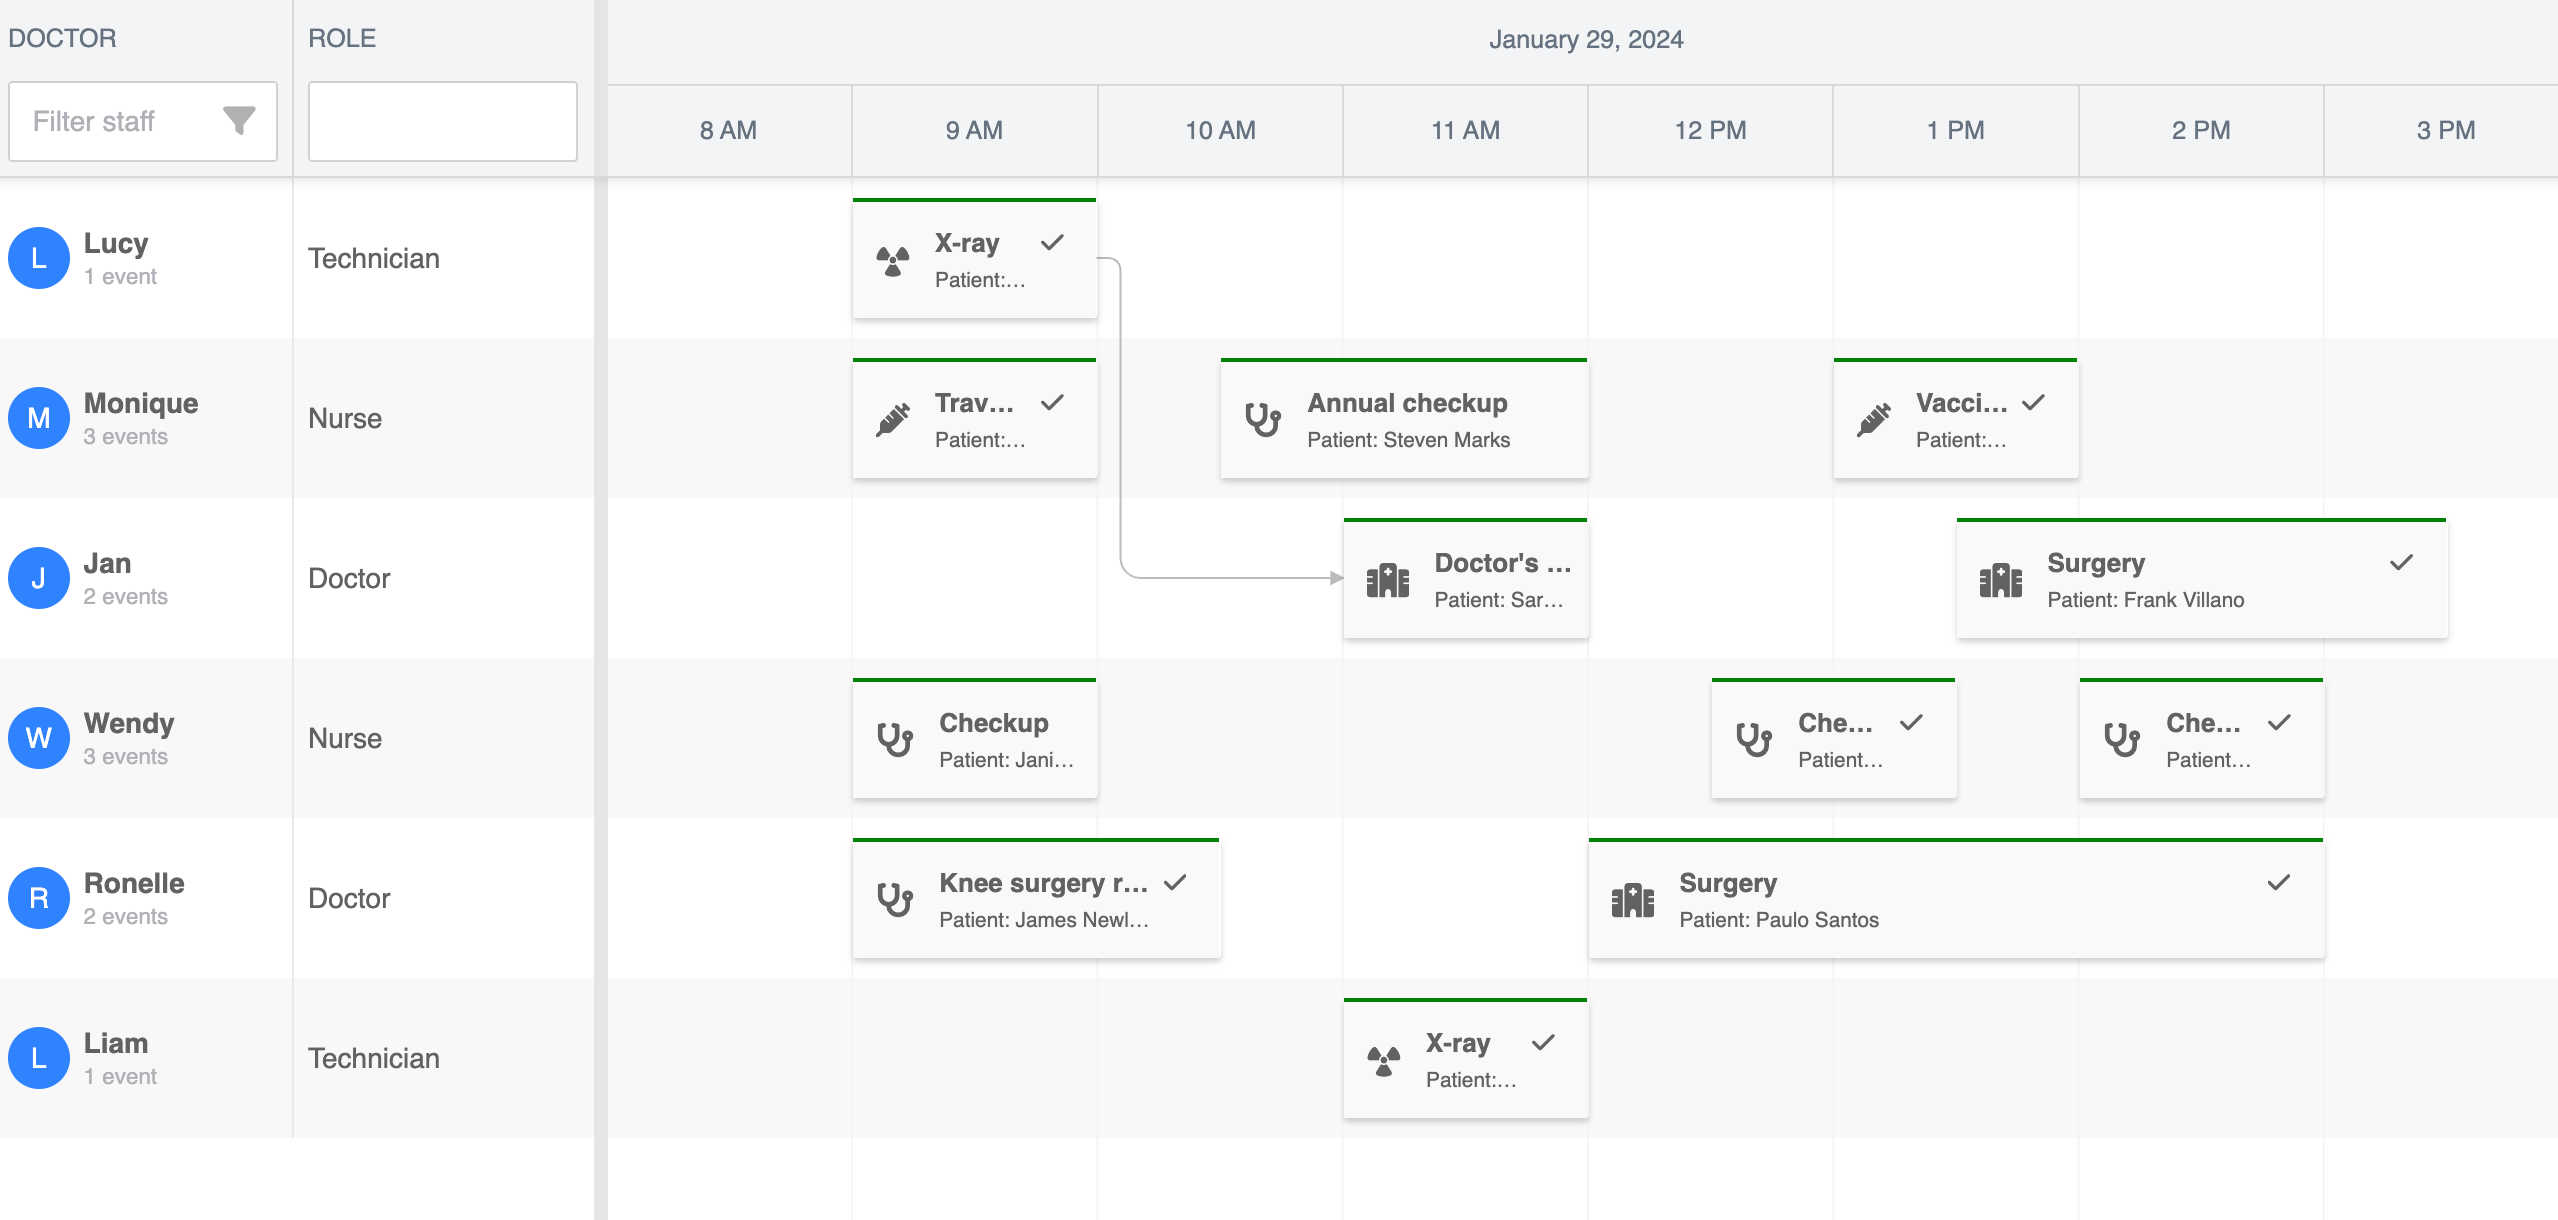 DOCTOR
ROLE
January 29, 2024
Filter staff
8 AM
9 AM
10 AM
11 AM
12 PM
1 PM
2 PM
3 PM
L
Lucy
1 event
Technician
X-ray
Patient:...
M
Monique
3 events
Nurse
Trav...
Patient:...
Annual checkup
Patient: Steven Marks
Vacci...
Patient:...
J
Jan
2 events
Doctor
Doctor's ...
Patient: Sar...
Surgery
Patient: Frank Villano
W
Wendy
3 events
Nurse
Checkup
Patient: Jani...
Che...
Patient...
Che...
Patient...
R
Ronelle
2 events
Doctor
Knee surgery r...
Patient: James Newl...
Surgery
Patient: Paulo Santos
L
Liam
1 event
Technician
X-ray
Patient:...